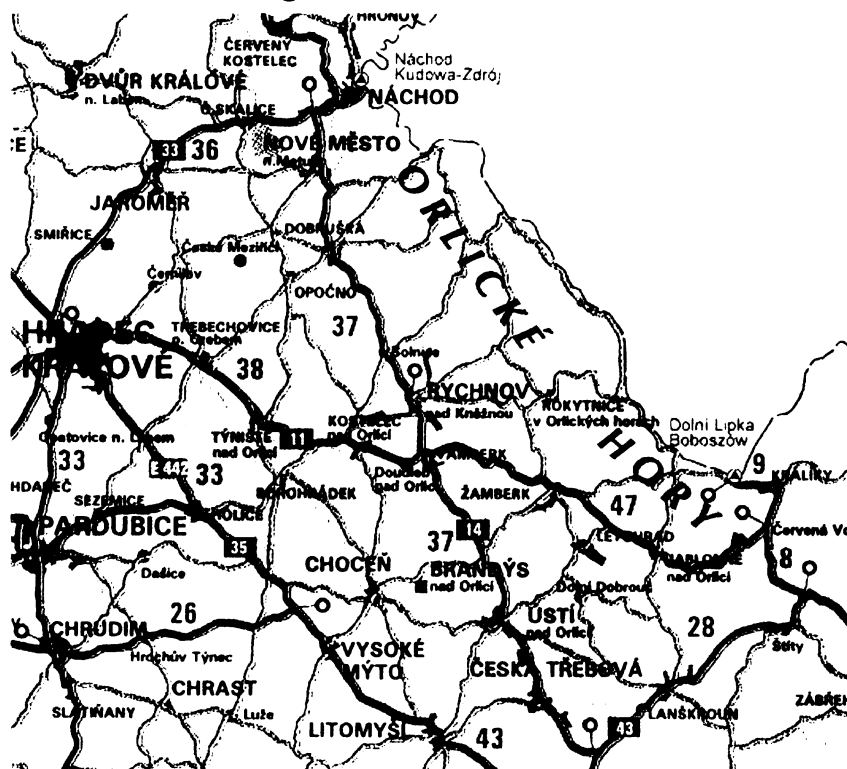 HRONOV
ČERVENÝ
KOSTELEC
Náchod
Kudowa-Zdrój
DVŮR KRÁLOVÉ
n. Labem
NÁCHOD
Č. SKALICE
NOVÉ MĚSTO
n. Metují
33
36
JAROMĚŘ
ORLICKÉ
DOBRUŠKA
SMIŘICE
České Meziříčí
Černilov
OPOČNO
37
HRADEC
KRÁLOVÉ
TŘEBECHOVICE
p. Orebem
38
Solnice
RYCHNOV
nad Kněžnou
ROKYTNICE
v Orlických horách
Dolní Lipka
Boboszów
KOSTELEC
nad Orlicí
TÝNIŠTĚ
nad Orlicí
11
Opatovice n. Labem
33
E 442
33
HORY
9
KRÁLÍKY
VAMBERK
Doudleby
nad Orlicí
BOROHRÁDEK
ŽAMBERK
47
SEZEMICE
HOLICE
PARDUBICE
35
37
14
LETOHRAD
JABLONNÉ
nad Orlicí
8
CHOCEŇ
BRANDÝS
nad Orlicí
Dašice
Dolní Dobrouč
26
ÚSTÍ
nad Orlicí
28
CHRUDIM
Hrochův Týnec
VYSOKÉ
MÝTO
ČESKÁ TŘEBOVÁ
Štíty
CHRAST
SLATIŇANY
Luže
LITOMYŠL
43
43
LANŠKROUN
ZÁBŘEH